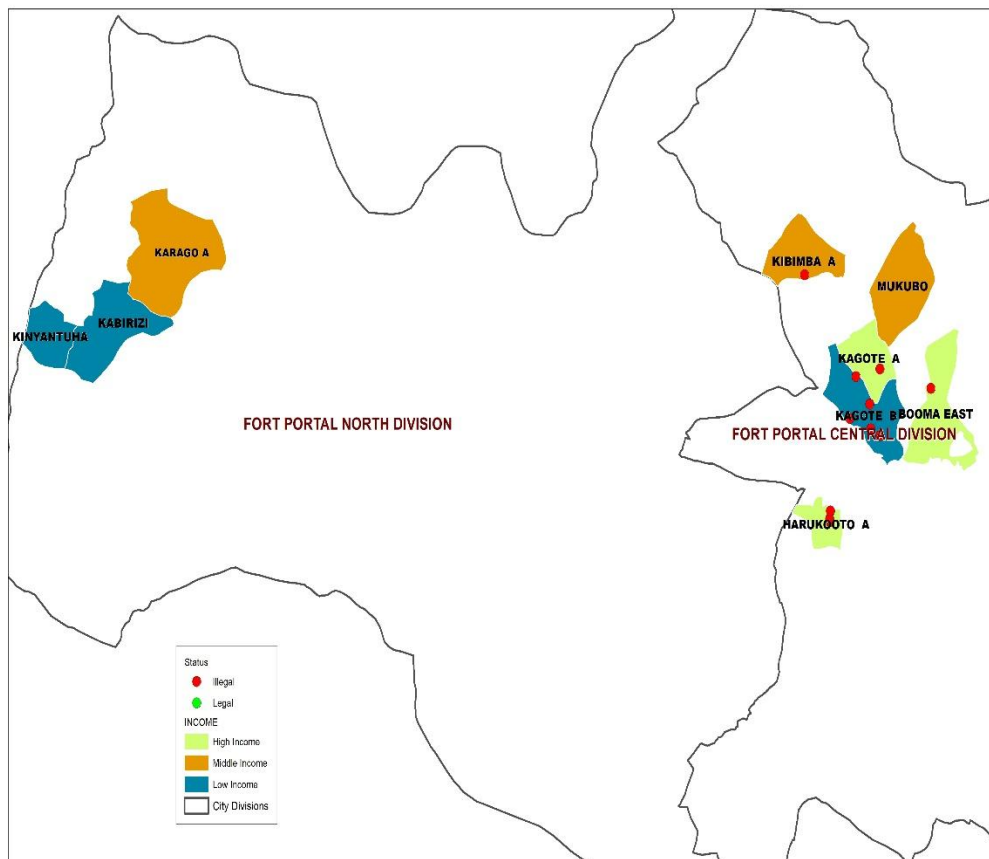 KARAGO A
KIBIMBA A
MUKUBO
KABIRIZI
KINYANTUHA
KAGOTE A
KAGOTE B
BOOMA EAST
FORT PORTAL NORTH DIVISION
FORT PORTAL CENTRAL DIVISION
HARUKOOTO A
Status
Illegal
Legal
INCOME
High Income
Middle Income
Low Income
City Divisions